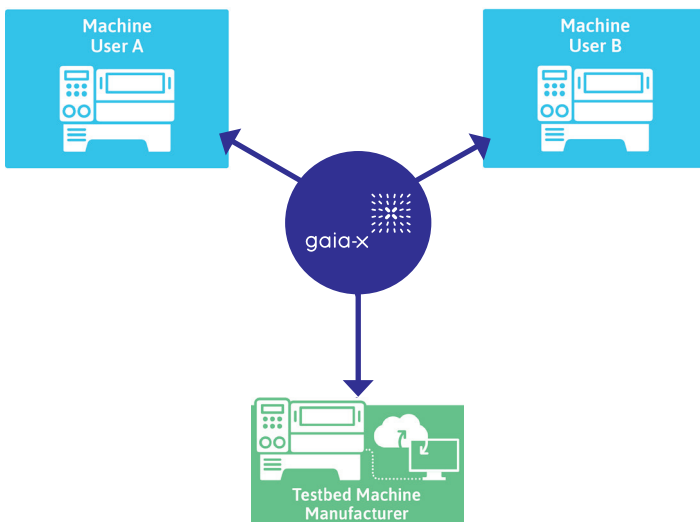 Machine
User A
Machine
User B
gaia-x
Testbed Machine
Manufacturer